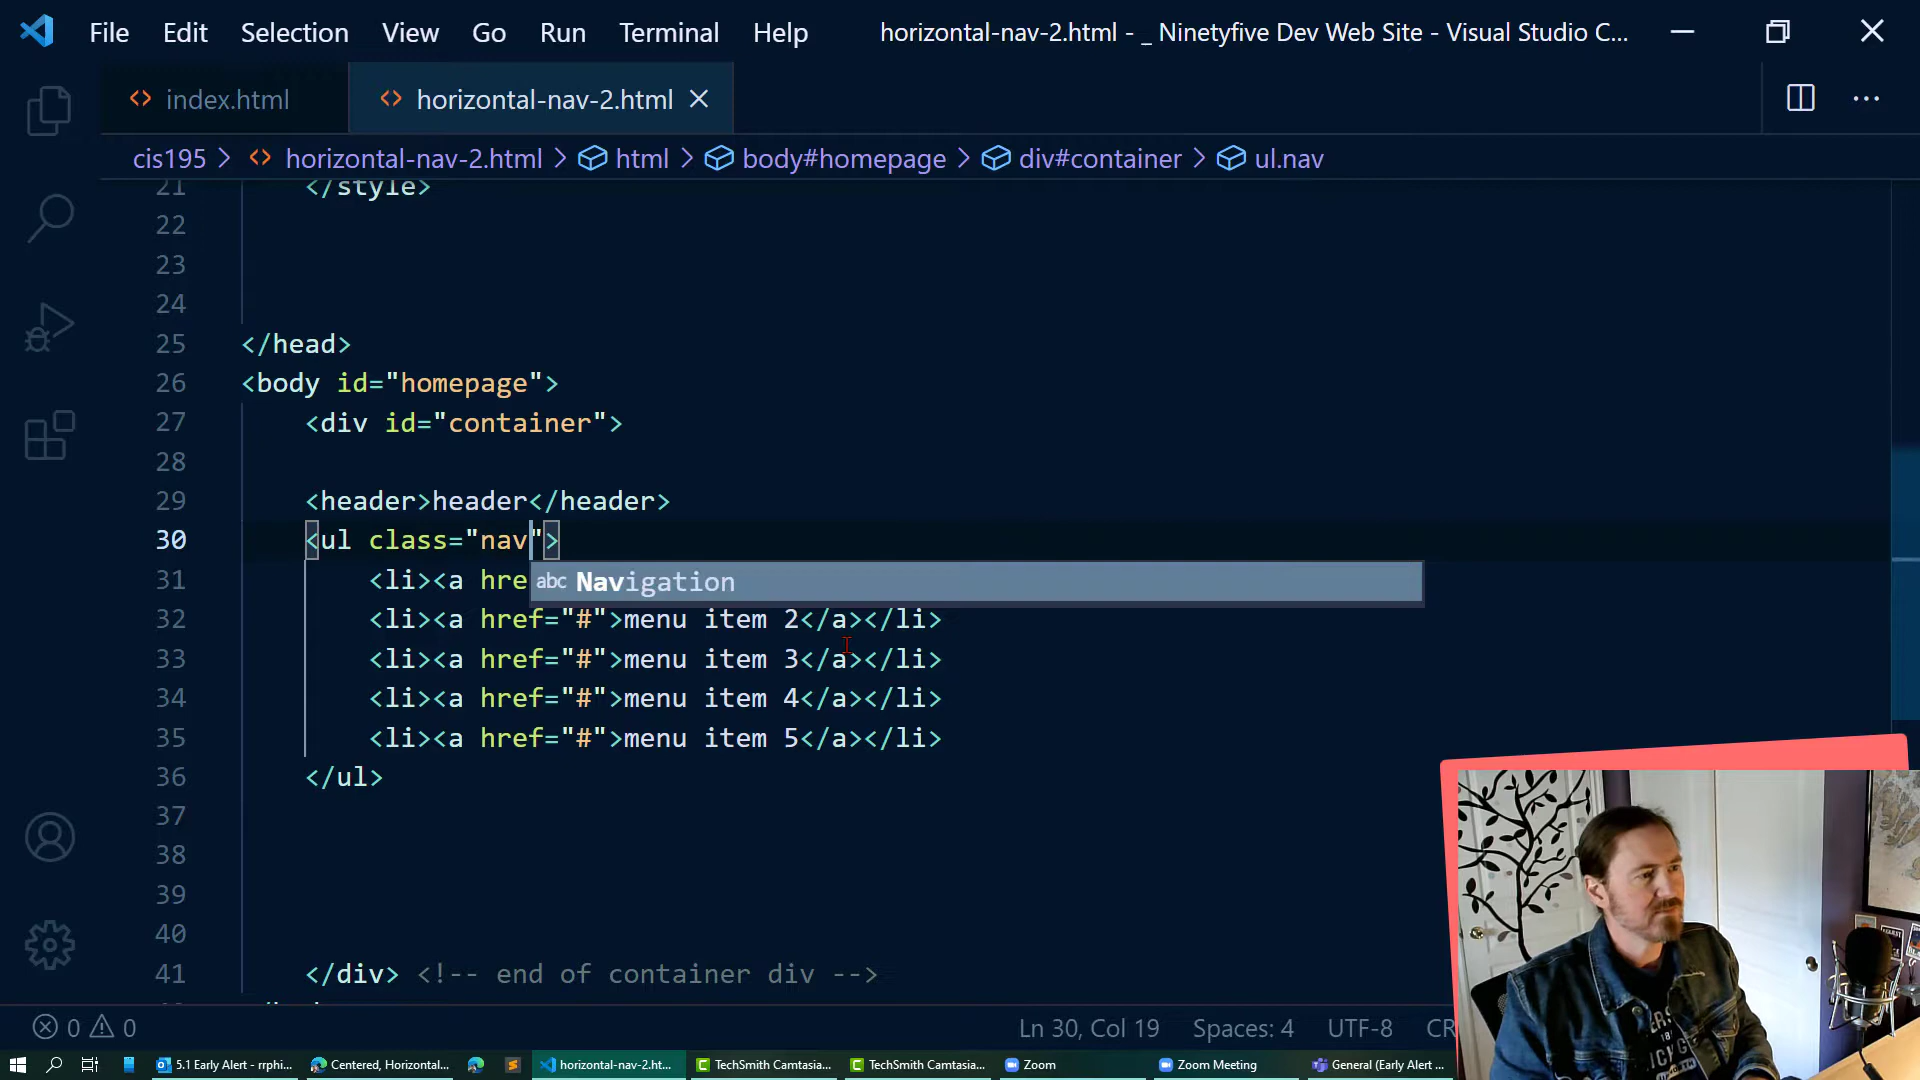 File Edit Selection View Go Run Terminal Help horizontal-nav-2.html - _ Ninetyfive Dev Web Site - Visual Studio C...
index.html horizontal-nav-2.html
cis195 > horizontal-nav-2.html > html > body#homepage > div#container > ul.nav
21 </style>
22
23
24
25 </head>
26 <body id="homepage">
27 <div id="container">
28
29 <header>header</header>
30 <ul class="nav">
31 <li><a hre
abc Navigation
32 <li><a href="#">menu item 2</a></li>
33 <li><a href="#">menu item 3</a></li>
34 <li><a href="#">menu item 4</a></li>
35 <li><a href="#">menu item 5</a></li>
36 </ul>
37
38
39
40
41 </div> <!-- end of container div -->
0 0 Ln 30, Col 19 Spaces: 4 UTF-8 CR
5.1 Early Alert - rrphi... Centered, Horizontal... horizontal-nav-2.ht... TechSmith Camtasia... TechSmith Camtasia... Zoom Zoom Meeting General (Early Alert ...